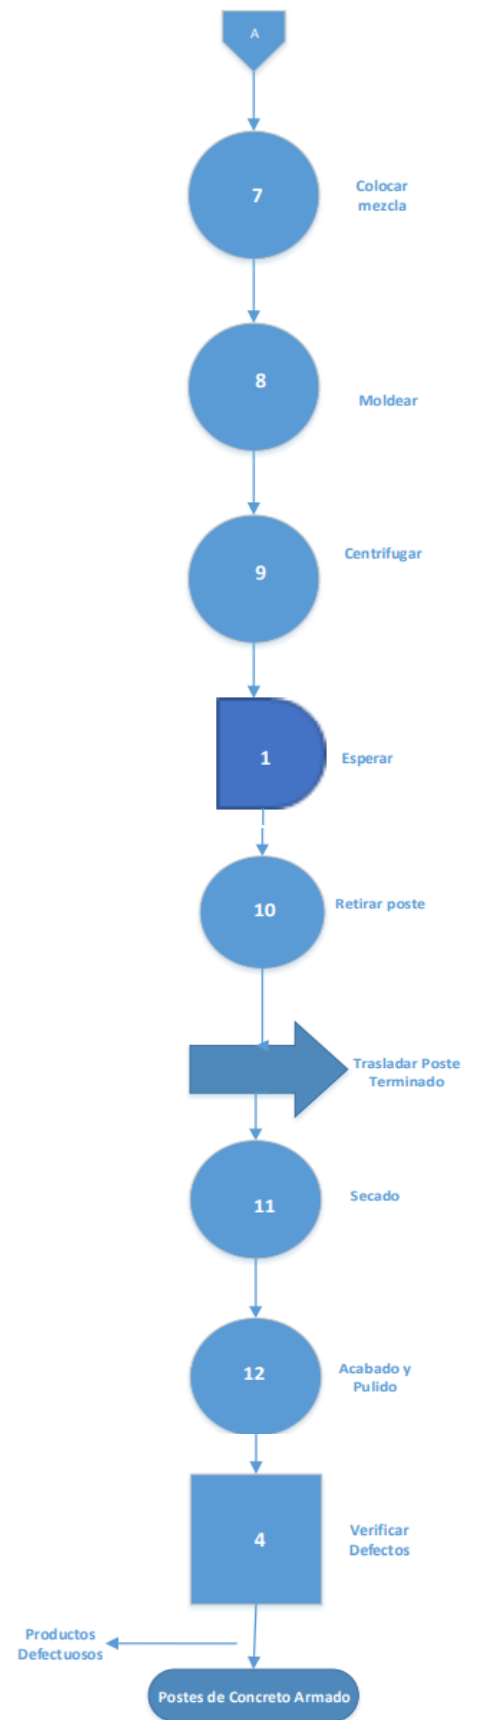 A
7
Colocar
mezcla
8
Moldear
9
Centrifugar
1
Esperar
10
Retirar poste
Trasladar Poste
Terminado
11
Secado
12
Acabado y
Pulido
4
Verificar
Defectos
Productos
Defectuosos
Postes de Concreto Armado